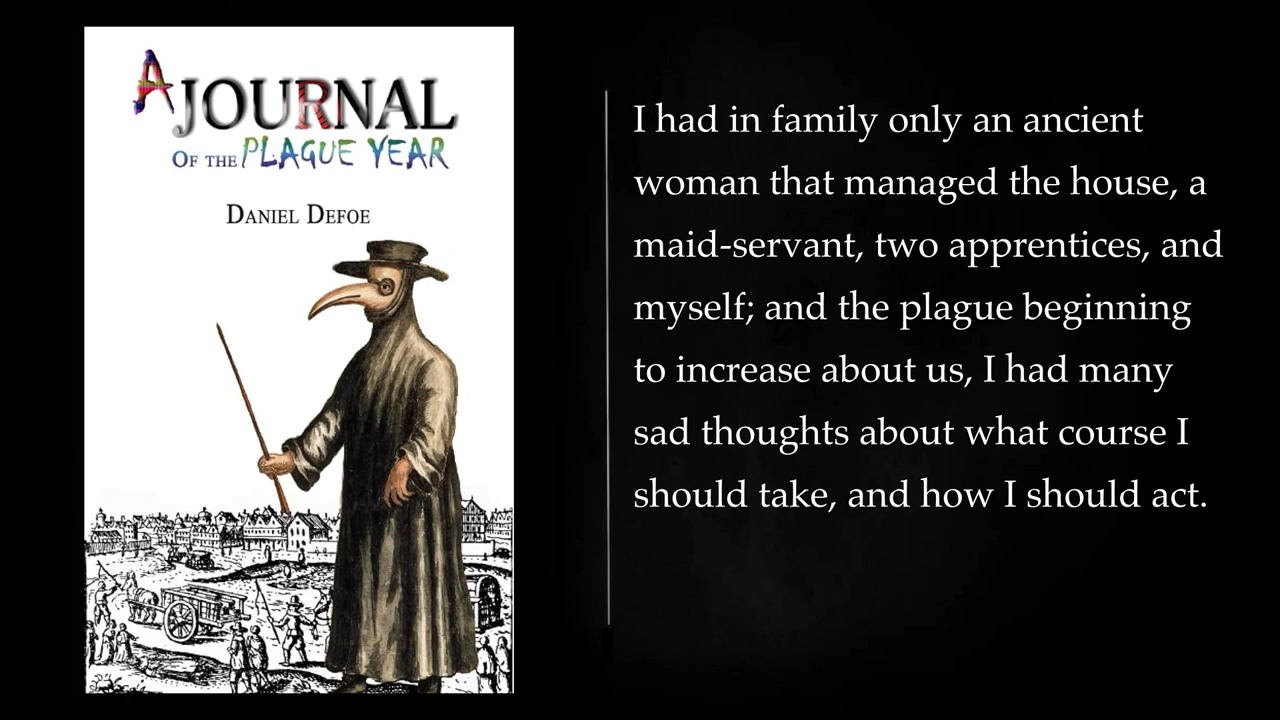 A JOURNAL
OF THE PLAGUE YEAR
DANIEL DEFOE
I had in family only an ancient
woman that managed the house, a
maid-servant, two apprentices, and
myself; and the plague beginning
to increase about us, I had many
sad thoughts about what course I
should take, and how I should act.